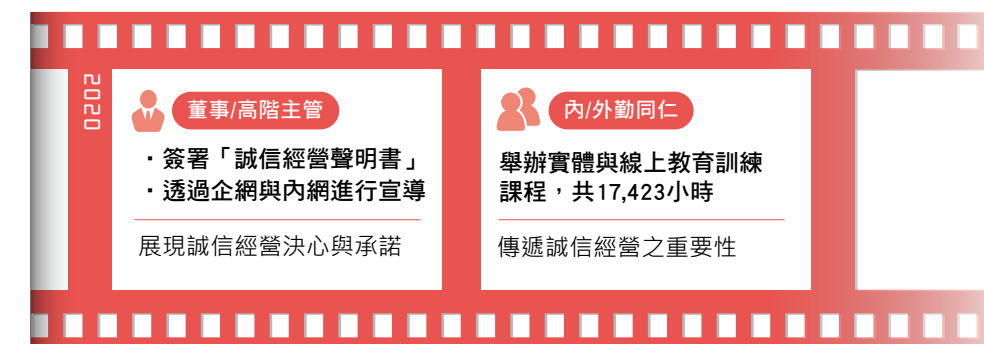 2020
董事/高階主管
・簽署「誠信經營聲明書」
・透過企網與內網進行宣導
展現誠信經營決心與承諾
內/外勤同仁
舉辦實體與線上教育訓練
課程，共17,423小時
傳遞誠信經營之重要性